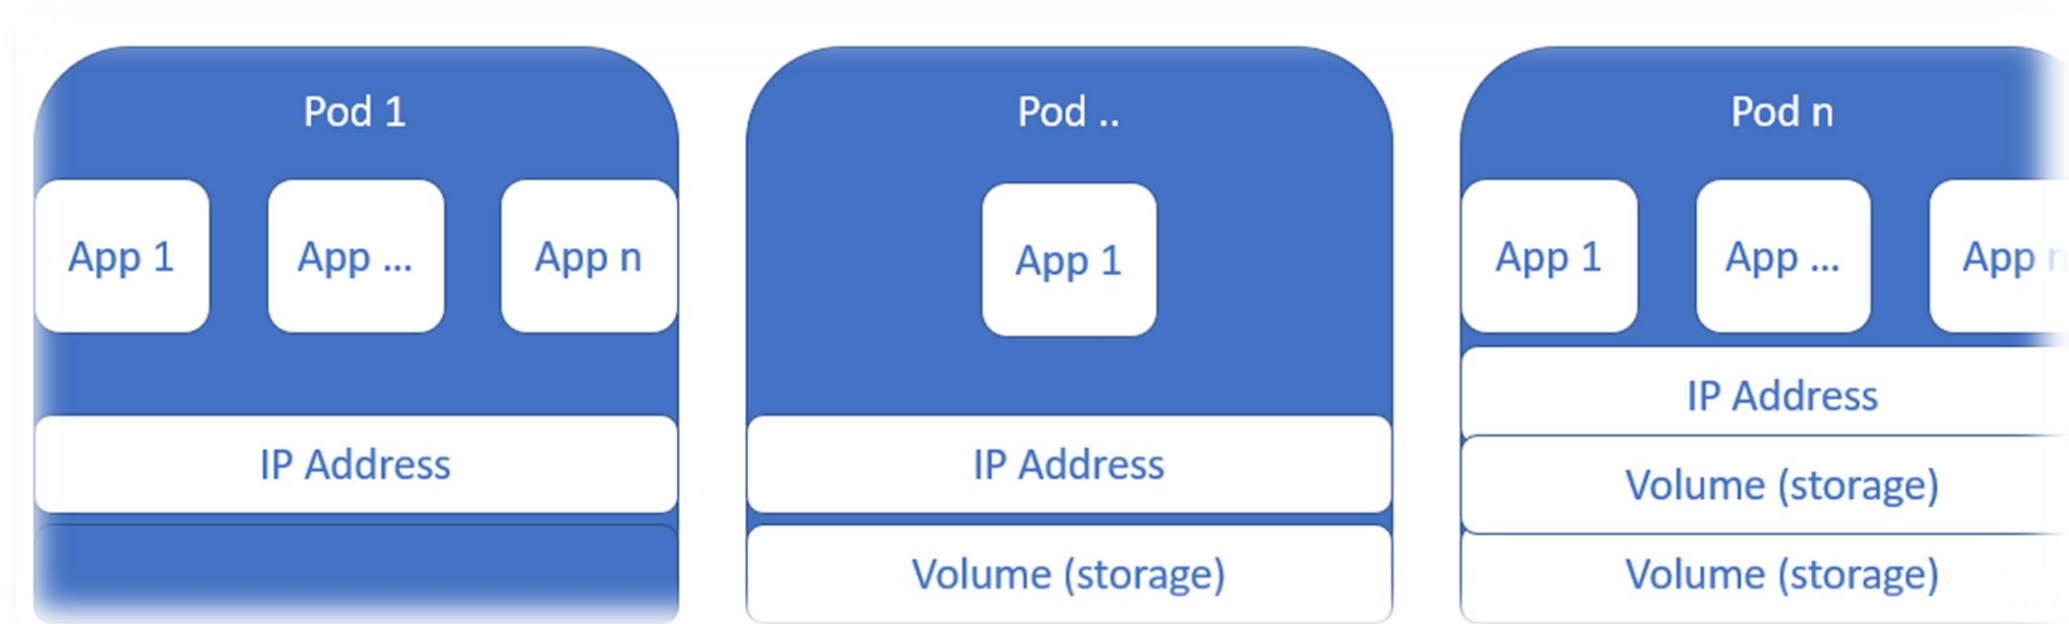 Pod 1
App 1
App ...
App n
IP Address
Pod ..
App 1
IP Address
Volume (storage)
Pod n
App 1
App ...
App n
IP Address
Volume (storage)
Volume (storage)